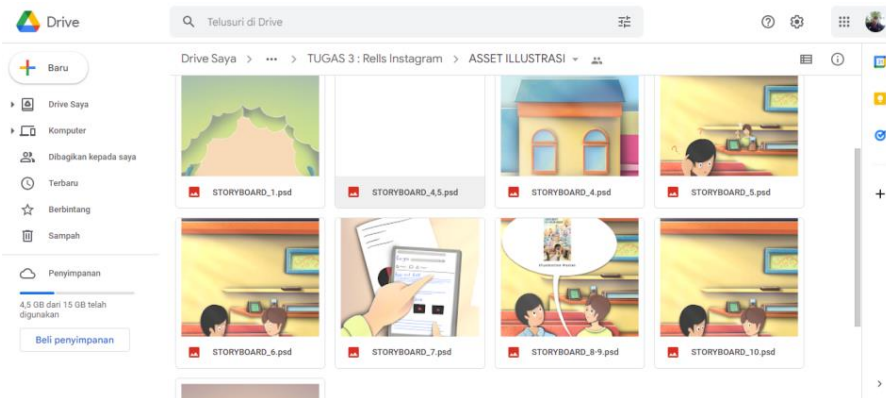 Drive
Telusuri di Drive
Baru
Drive Saya
Komputer
Dibagikan kepada saya
Terbaru
Berbintang
Sampah
Penyimpanan
4,5 GB dari 15 GB telah
digunakan
Beli penyimpanan
Drive Saya > ... > TUGAS 3 : Rells Instagram > ASSET ILLUSTRASI
STORYBOARD_1.psd
STORYBOARD_4,5.psd
STORYBOARD_4.psd
STORYBOARD_5.psd
STORYBOARD_6.psd
STORYBOARD_7.psd
STORYBOARD_8-9.psd
STORYBOARD_10.psd